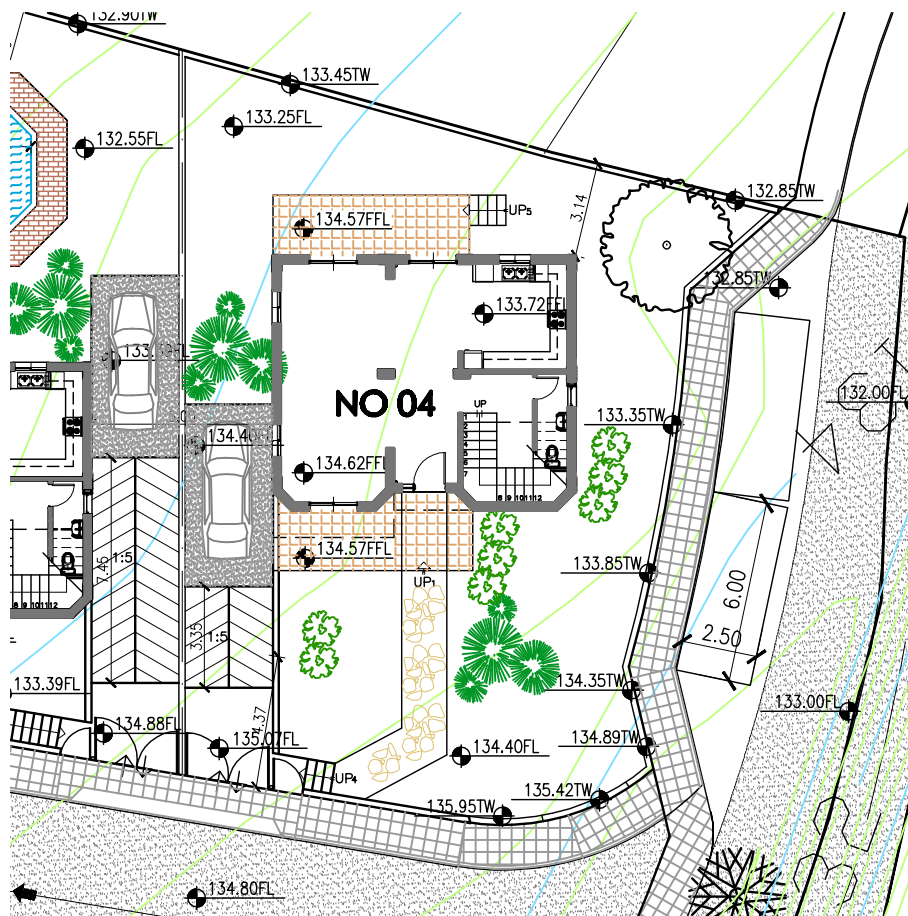 132.90TW
133.45TW
133.25FL
132.55FL
132.85TW
134.57FFL
UP5
3.14
132.85TW
133.72FFL
132.00FL
NO 04
UP
133.35TW
134.40FL
1
2
3
4
5
6
7
134.62FFL
8 9 10 11 12
134.57FFL
UP1
133.85TW
7.45
1:5
6.00
8 9 10 11 12
3.35
1:5
2.50
133.39FL
134.35TW
133.00FL
134.88FL
135.07FL
4.37
134.40FL
134.89TW
UP4
135.95TW
135.42TW
134.80FL